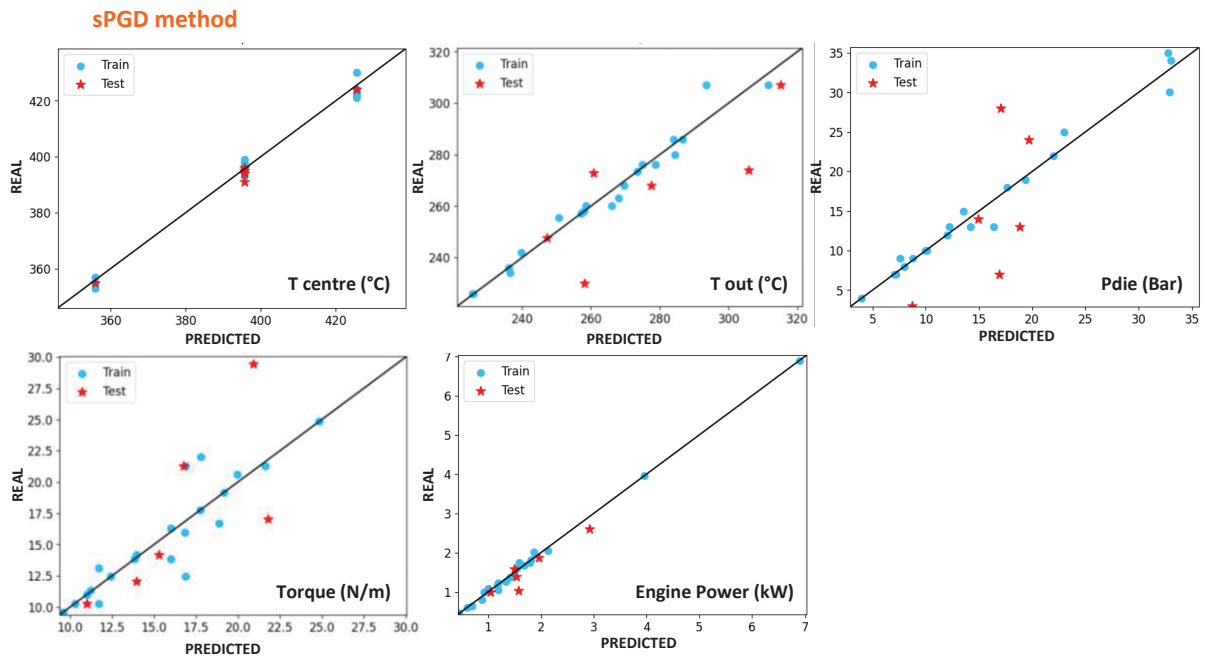 sPGD method
Train
Test
420
400
380
360
REAL
360
380
400
420
PREDICTED
T centre (°C)
Train
Test
320
300
280
260
240
REAL
240
260
280
300
320
PREDICTED
T out (°C)
Train
Test
35
30
25
20
15
10
5
REAL
5
10
15
20
25
30
35
PREDICTED
Pdie (Bar)
Train
Test
30.0
27.5
25.0
22.5
20.0
17.5
15.0
12.5
10.0
REAL
10.0
12.5
15.0
17.5
20.0
22.5
25.0
27.5
30.0
PREDICTED
Torque (N/m)
Train
Test
7
6
5
4
3
2
1
REAL
1
2
3
4
5
6
7
PREDICTED
Engine Power (kW)